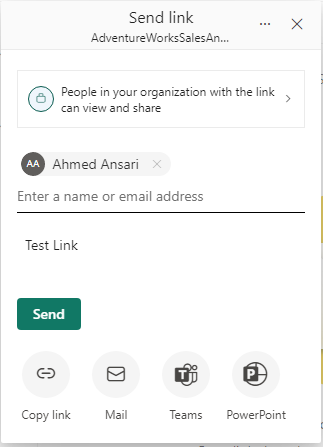 Send link
AdventureWorksSalesAn...
People in your organization with the link
can view and share
AA Ahmed Ansari
Enter a name or email address
Test Link
Send
Copy link Mail Teams PowerPoint